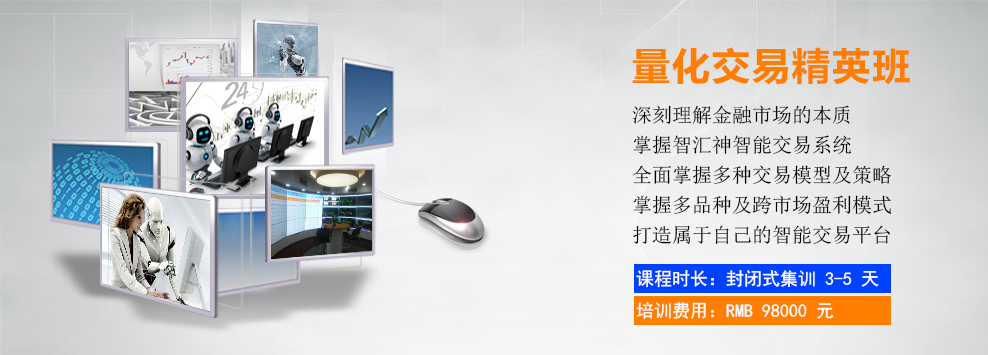 量化交易精英班
深刻理解金融市场的本质
掌握智汇神智能交易系统
全面掌握多种交易模型及策略
掌握多品种及跨市场盈利模式
打造属于自己的智能交易平台
课程时长：封闭式集训 3-5 天
培训费用：RMB 98000 元
24